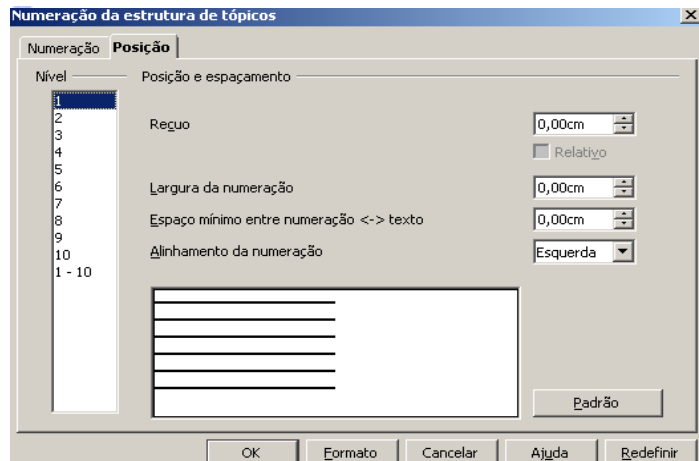 Numeração da estrutura de tópicos
Numeração Posição
Nível
Posição e espaçamento
1
2
3
4
5
6
7
8
9
10
1 - 10
Recuo 0,00cm
Relativo
Largura da numeração 0,00cm
Espaço mínimo entre numeração <-> texto 0,00cm
Alinhamento da numeração Esquerda
Padrão
OK Formato Cancelar Ajuda Redefinir